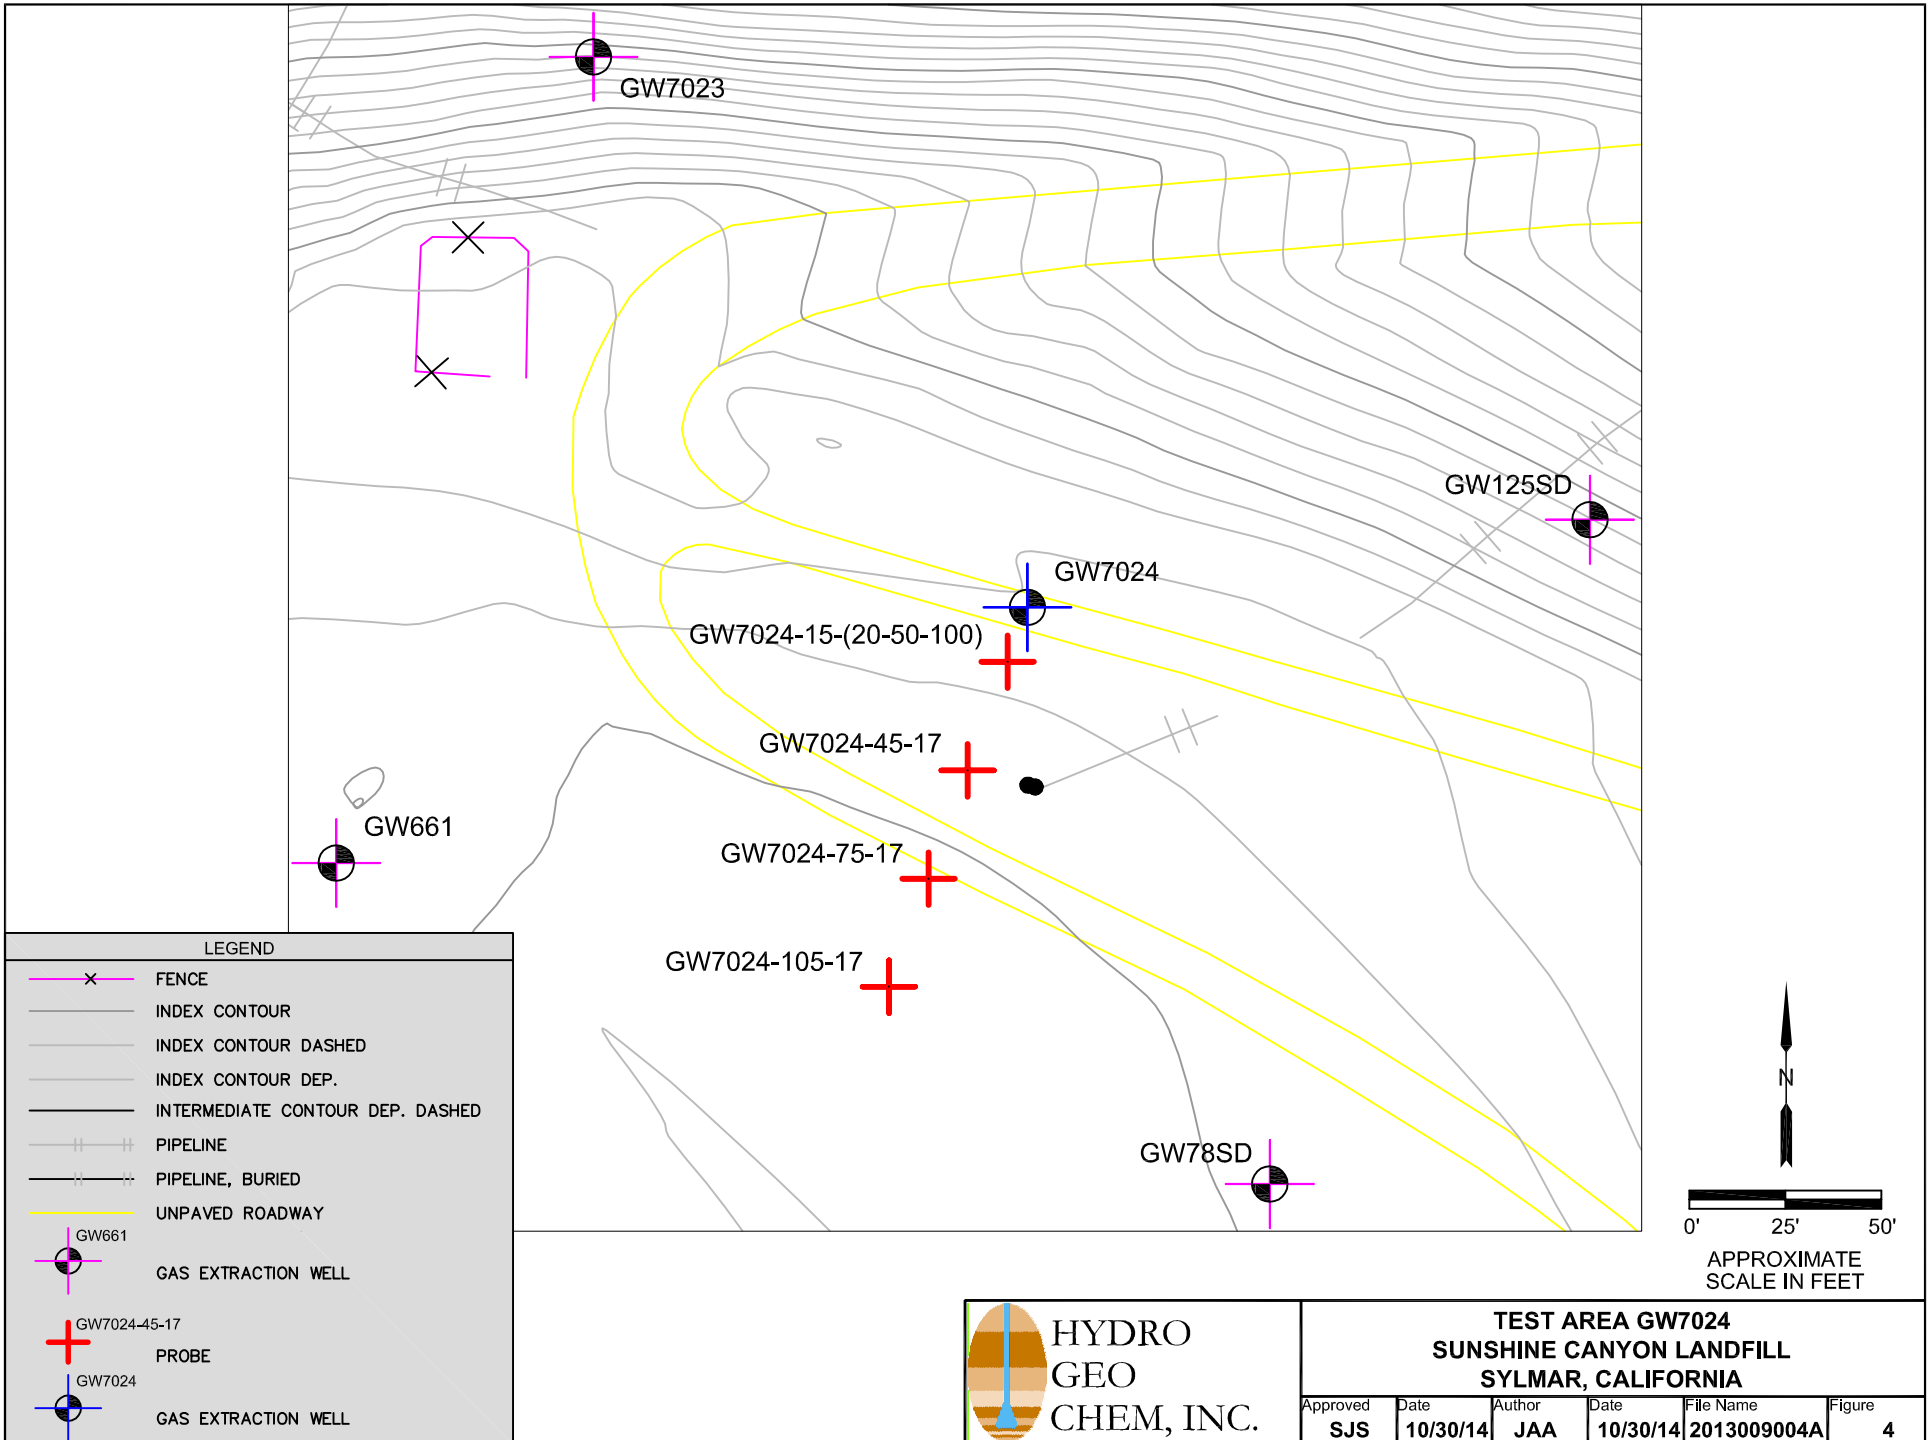 GW7023
GW125SD
GW7024
GW7024-15-(20-50-100)
GW7024-45-17
GW661
GW7024-75-17
GW7024-105-17
GW78SD
LEGEND
FENCE
INDEX CONTOUR
INDEX CONTOUR DASHED
INDEX CONTOUR DEP.
INTERMEDIATE CONTOUR DEP. DASHED
PIPELINE
PIPELINE, BURIED
UNPAVED ROADWAY
GW661
GAS EXTRACTION WELL
GW7024-45-17
PROBE
GW7024
GAS EXTRACTION WELL
N
0' 25' 50'
APPROXIMATE
SCALE IN FEET
HYDRO
GEO
CHEM, INC.
TEST AREA GW7024
SUNSHINE CANYON LANDFILL
SYLMAR, CALIFORNIA
Approved Date Author Date File Name Figure
SJS 10/30/14 JAA 10/30/14 2013009004A 4